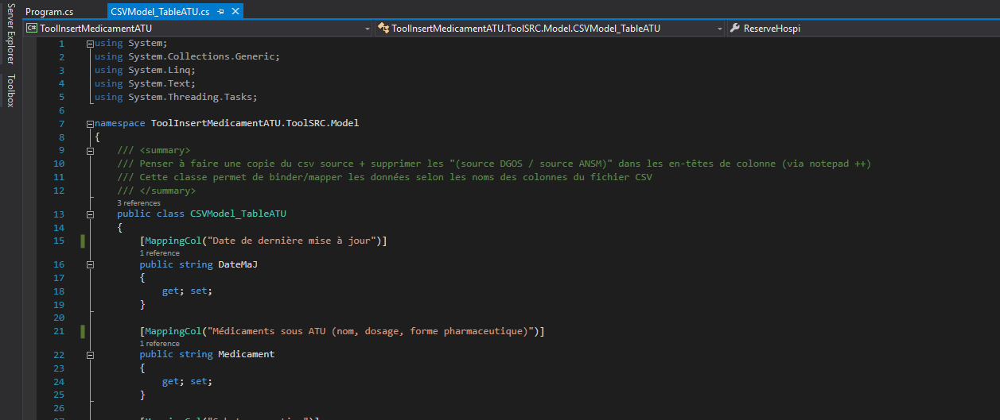 Server Explorer
Toolbox
Program.cs
CSVModel_TableATU.cs
C# ToolInsertMedicamentATU
ToolInsertMedicamentATU.ToolSRC.Model.CSVModel_TableATU
ReserveHospi
1 using System;
2 using System.Collections.Generic;
3 using System.Linq;
4 using System.Text;
5 using System.Threading.Tasks;
6
7 namespace ToolInsertMedicamentATU.ToolSRC.Model
8 {
9 /// <summary>
10 /// Penser à faire une copie du csv source + supprimer les "(source DGOS / source ANSM)" dans les en-têtes de colonne (via notepad ++)
11 /// Cette classe permet de binder/mapper les données selon les noms des colonnes du fichier CSV
12 /// </summary>
3 references
13 public class CSVModel_TableATU
14 {
15 [MappingCol("Date de dernière mise à jour")]
1 reference
16 public string DateMaJ
17 {
18 get; set;
19 }
20
21 [MappingCol("Médicaments sous ATU (nom, dosage, forme pharmaceutique)")]
1 reference
22 public string Medicament
23 {
24 get; set;
25 }
26